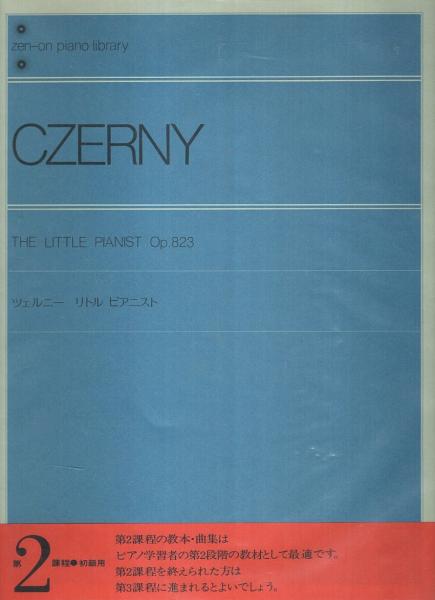 zen-on piano library
CZERNY
THE LITTLE PIANIST Op.823
ツェルニー リトル ピアニスト
第2課程●初級用
第2課程の教本・曲集は
ピアノ学習者の第2段階の教材として最適です。
第2課程を終えられた方は
第3課程に進まれるとよいでしょう。